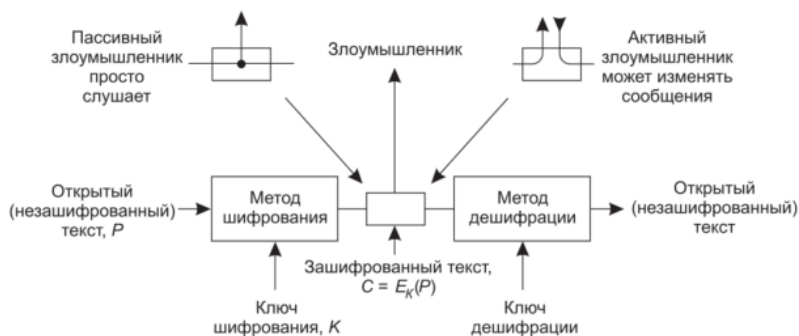 Пассивный
злоумышленник
просто
слушает
Злоумышленник
Активный
злоумышленник
может изменять
сообщения
Открытый
(незашифрованный)
текст, P
Метод
шифрования
Метод
дешифрации
Открытый
(незашифрованный)
текст
Зашифрованный текст,
C = E_K(P)
Ключ
шифрования, K
Ключ
дешифрации